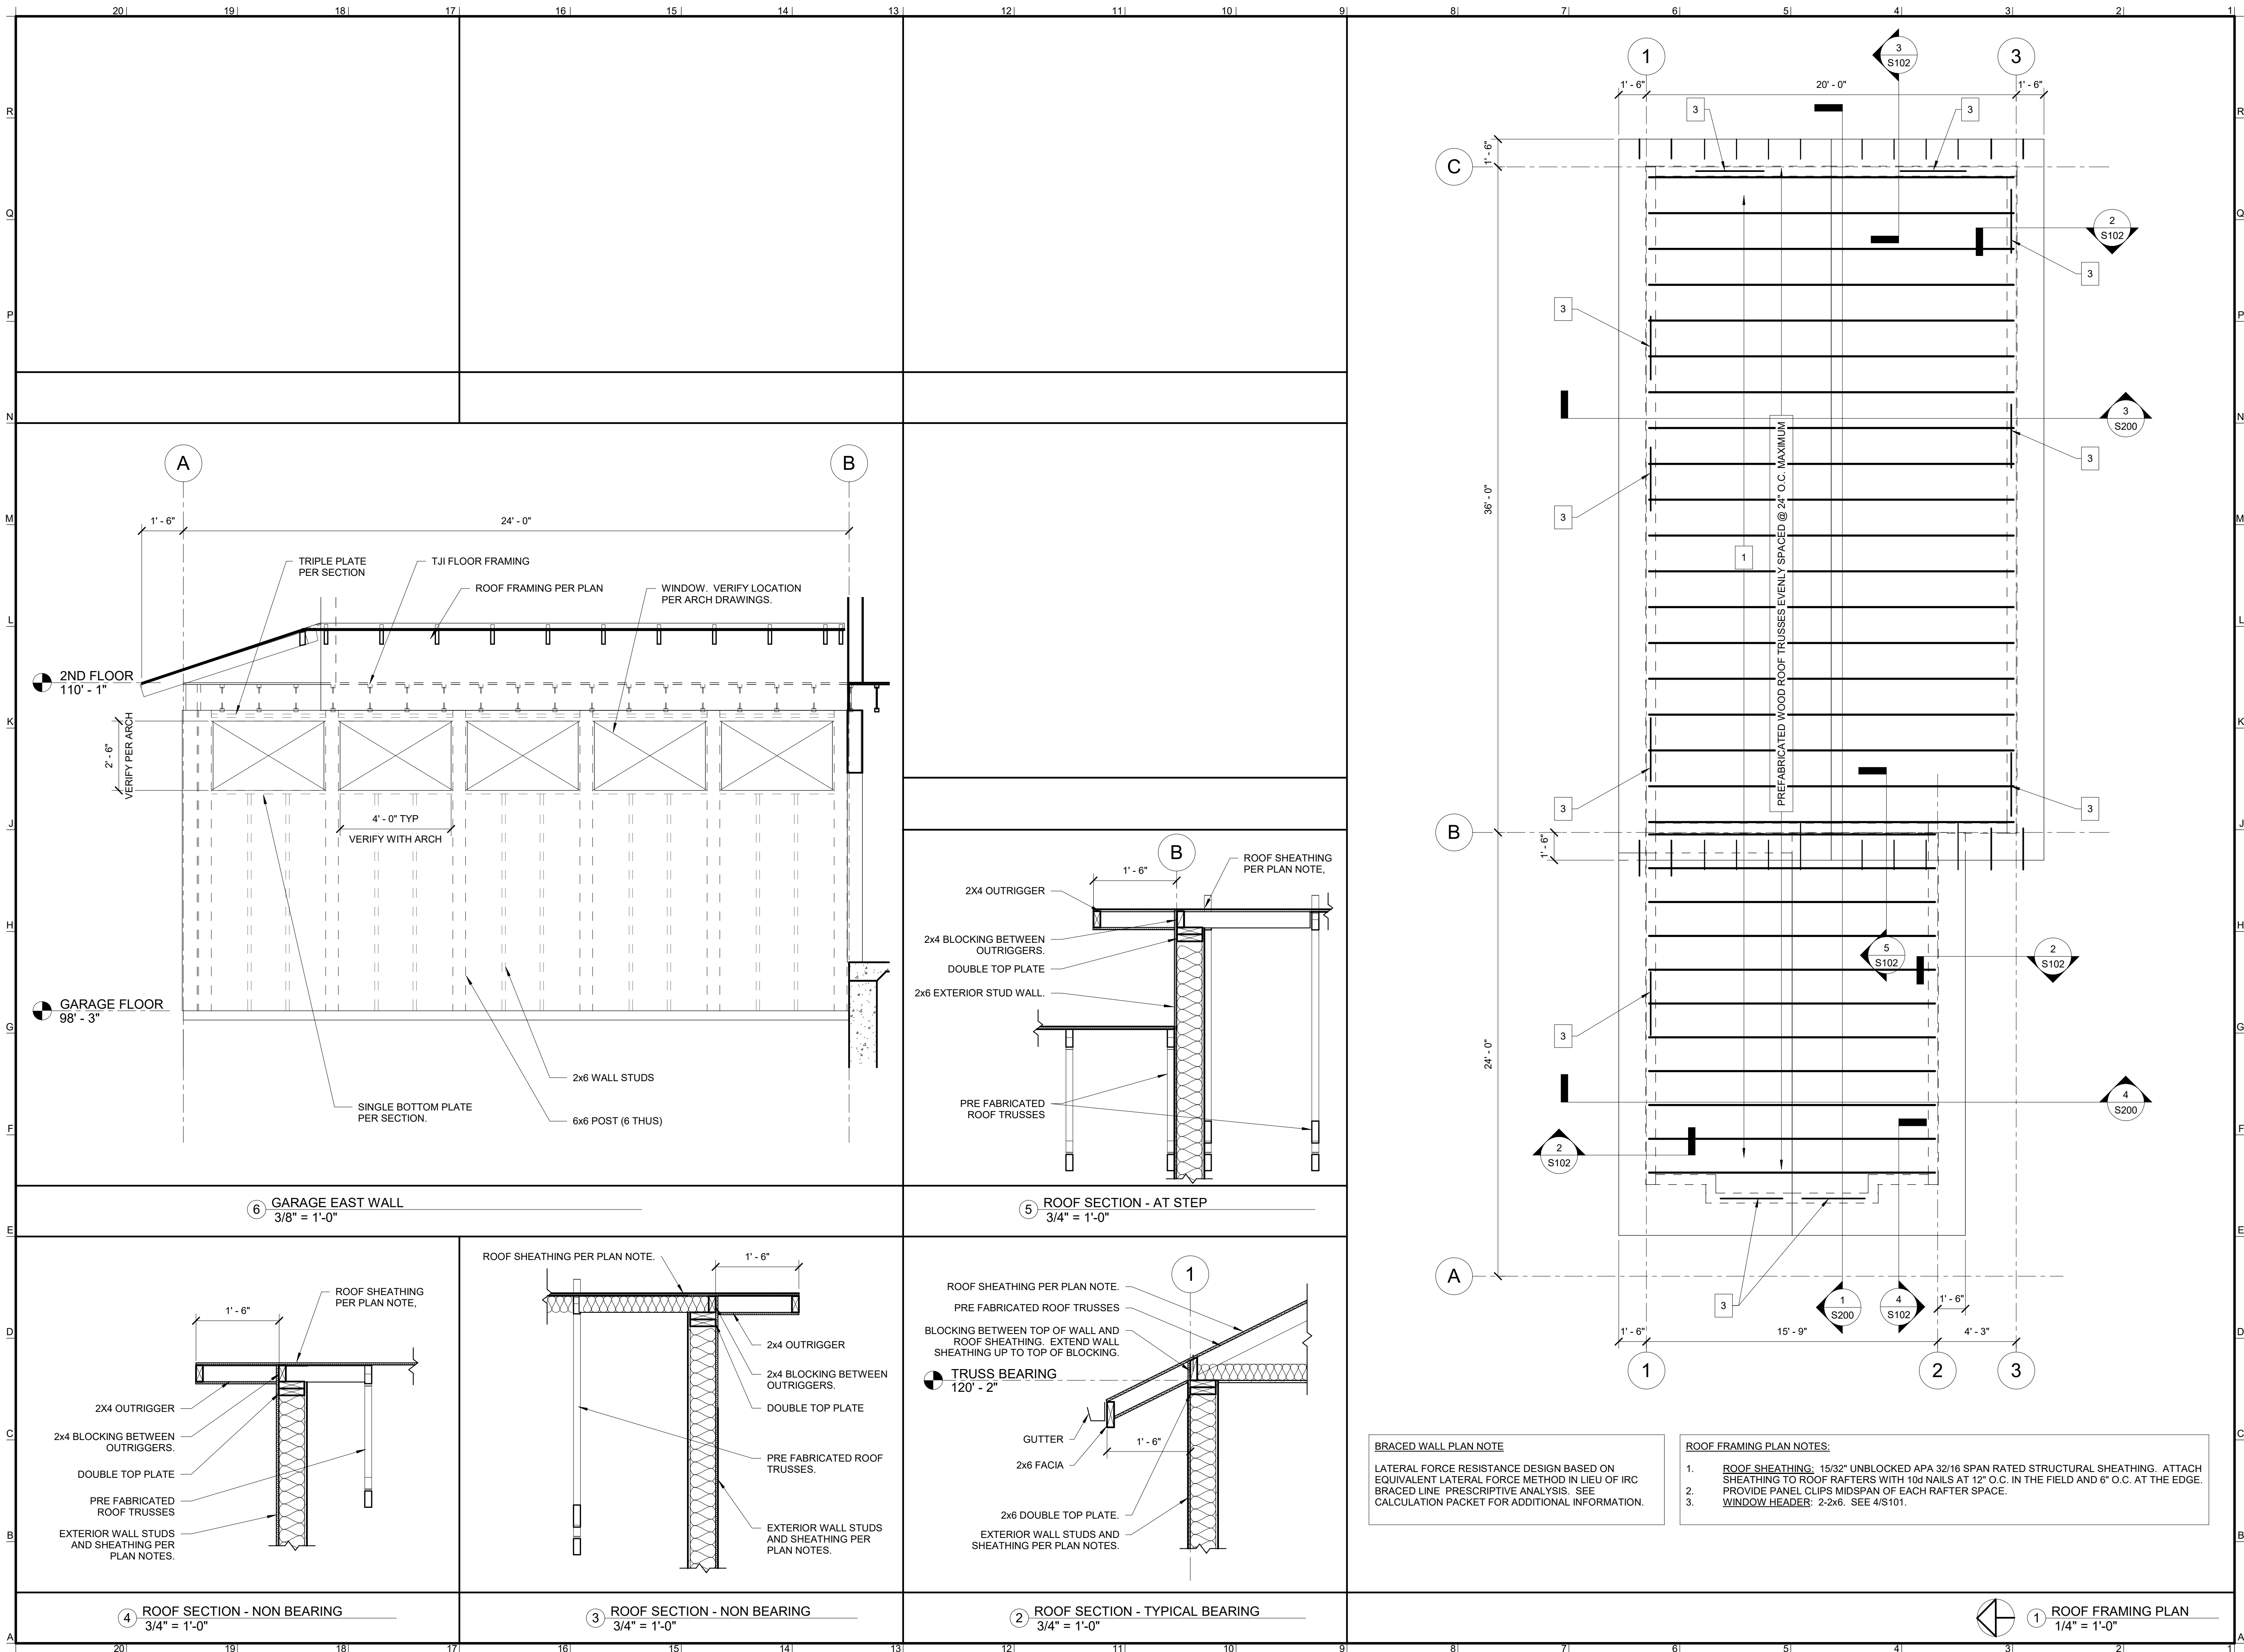 20 19 18 17 16 15 14 13 12 11 10 9 8 7 6 5 4 3 2 1
R
Q
P
N
M
L
K
J
H
G
F
E
D
C
B
A
A
B
1' - 6"
24' - 0"
TRIPLE PLATE
PER SECTION
TJI FLOOR FRAMING
ROOF FRAMING PER PLAN
WINDOW. VERIFY LOCATION
PER ARCH DRAWINGS.
2ND FLOOR
110' - 1"
2' - 6"
VERIFY PER ARCH
4' - 0" TYP
VERIFY WITH ARCH
GARAGE FLOOR
98' - 3"
2x6 WALL STUDS
SINGLE BOTTOM PLATE
PER SECTION.
6x6 POST (6 THUS)
6 GARAGE EAST WALL
3/8" = 1'-0"
B
1' - 6"
ROOF SHEATHING
PER PLAN NOTE,
2X4 OUTRIGGER
2x4 BLOCKING BETWEEN
OUTRIGGERS.
DOUBLE TOP PLATE
2x6 EXTERIOR STUD WALL.
PRE FABRICATED
ROOF TRUSSES
5 ROOF SECTION - AT STEP
3/4" = 1'-0"
ROOF SHEATHING
PER PLAN NOTE,
1' - 6"
2X4 OUTRIGGER
2x4 BLOCKING BETWEEN
OUTRIGGERS.
DOUBLE TOP PLATE
PRE FABRICATED
ROOF TRUSSES
EXTERIOR WALL STUDS
AND SHEATHING PER
PLAN NOTES.
4 ROOF SECTION - NON BEARING
3/4" = 1'-0"
ROOF SHEATHING PER PLAN NOTE.
1' - 6"
2x4 OUTRIGGER
2x4 BLOCKING BETWEEN
OUTRIGGERS.
DOUBLE TOP PLATE
PRE FABRICATED ROOF
TRUSSES.
EXTERIOR WALL STUDS
AND SHEATHING PER
PLAN NOTES.
3 ROOF SECTION - NON BEARING
3/4" = 1'-0"
1
ROOF SHEATHING PER PLAN NOTE.
PRE FABRICATED ROOF TRUSSES
BLOCKING BETWEEN TOP OF WALL AND
ROOF SHEATHING. EXTEND WALL
SHEATHING UP TO TOP OF BLOCKING.
TRUSS BEARING
120' - 2"
GUTTER
1' - 6"
2x6 FACIA
2x6 DOUBLE TOP PLATE.
EXTERIOR WALL STUDS AND
SHEATHING PER PLAN NOTES.
2 ROOF SECTION - TYPICAL BEARING
3/4" = 1'-0"
1
3
S102
3
1' - 6"
20' - 0"
1' - 6"
3
3
1' - 6"
C
2
S102
3
3
3
S200
3
36' - 0"
3
1
PREFABRICATED WOOD ROOF TRUSSES EVENLY SPACED @ 24" O.C. MAXIMUM
3
3
B
1' - 6"
5
S102
2
S102
3
24' - 0"
4
S200
2
S102
A
3
1
S200
4
S102
1' - 6"
1' - 6"
15' - 9"
4' - 3"
1
2
3
BRACED WALL PLAN NOTE
LATERAL FORCE RESISTANCE DESIGN BASED ON
EQUIVALENT LATERAL FORCE METHOD IN LIEU OF IRC
BRACED LINE PRESCRIPTIVE ANALYSIS. SEE
CALCULATION PACKET FOR ADDITIONAL INFORMATION.
ROOF FRAMING PLAN NOTES:
1. ROOF SHEATHING: 15/32" UNBLOCKED APA 32/16 SPAN RATED STRUCTURAL SHEATHING. ATTACH
SHEATHING TO ROOF RAFTERS WITH 10d NAILS AT 12" O.C. IN THE FIELD AND 6" O.C. AT THE EDGE.
2. PROVIDE PANEL CLIPS MIDSPAN OF EACH RAFTER SPACE.
3. WINDOW HEADER: 2-2x6. SEE 4/S101.
1 ROOF FRAMING PLAN
1/4" = 1'-0"
R
Q
P
N
M
L
K
J
H
G
F
E
D
C
B
A
20 19 18 17 16 15 14 13 12 11 10 9 8 7 6 5 4 3 2 1